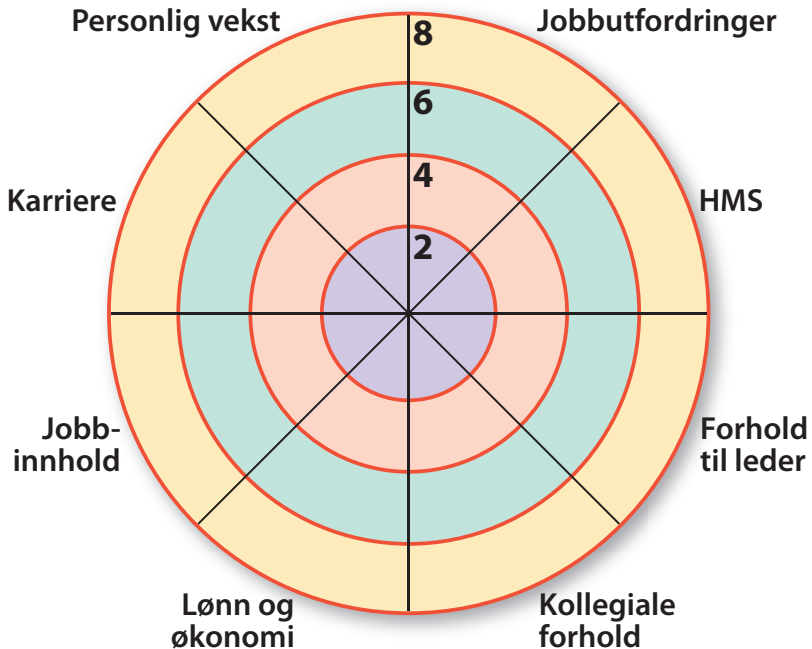 Personlig vekst
8
Jobbutfordringer
6
4
Karriere
HMS
2
Jobb-
innhold
Forhold
til leder
Lønn og
økonomi
Kollegiale
forhold